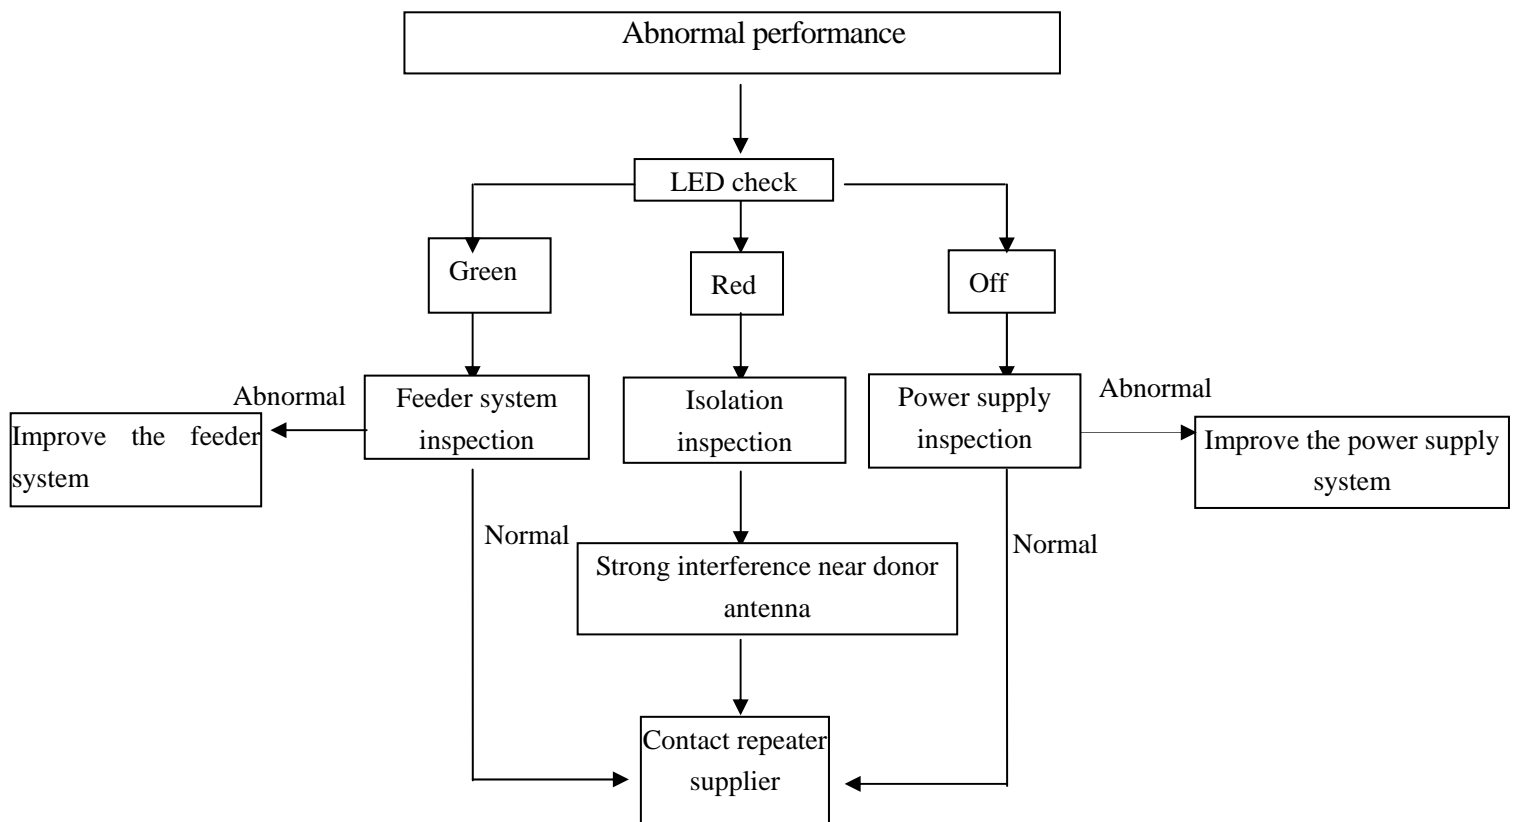 Abnormal performance
LED check
Green
Red
Off
Abnormal
Feeder system
inspection
Isolation
inspection
Power supply
inspection
Abnormal
Improve the feeder
system
Improve the power supply
system
Normal
Normal
Strong interference near donor
antenna
Contact repeater
supplier